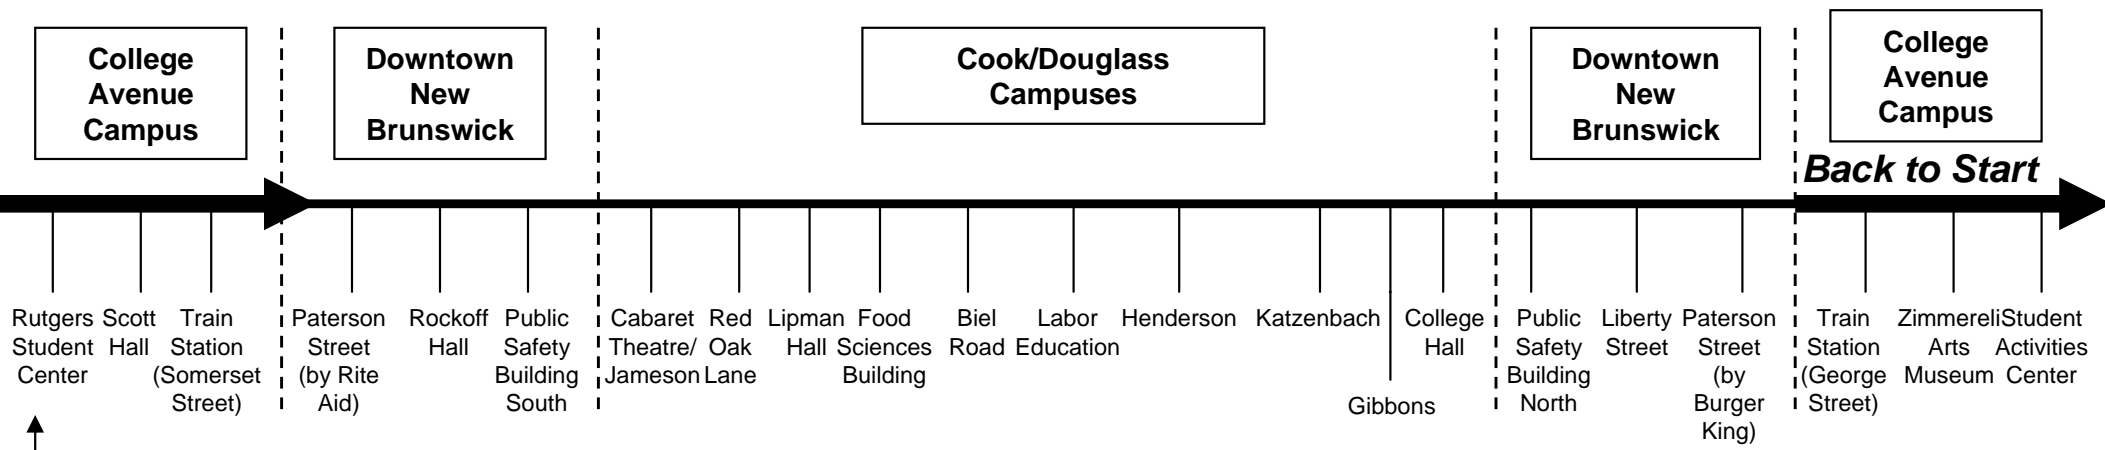 College
Avenue
Campus
Downtown
New
Brunswick
Cook/Douglass
Campuses
Downtown
New
Brunswick
College
Avenue
Campus
Back to Start
Rutgers
Student
Center
Scott
Hall
Train
Station
(Somerset
Street)
Paterson
Street
(by Rite
Aid)
Rockoff
Hall
Public
Safety
Building
South
Cabaret
Theatre/
Jameson
Red
Oak
Lane
Lipman
Hall
Food
Sciences
Building
Biel
Road
Labor
Education
Henderson
Katzenbach
Gibbons
College
Hall
Public
Safety
Building
North
Liberty
Street
Paterson
Street
(by
Burger
King)
Train
Station
(George
Street)
Zimmereli
Arts
Museum
Student
Activities
Center